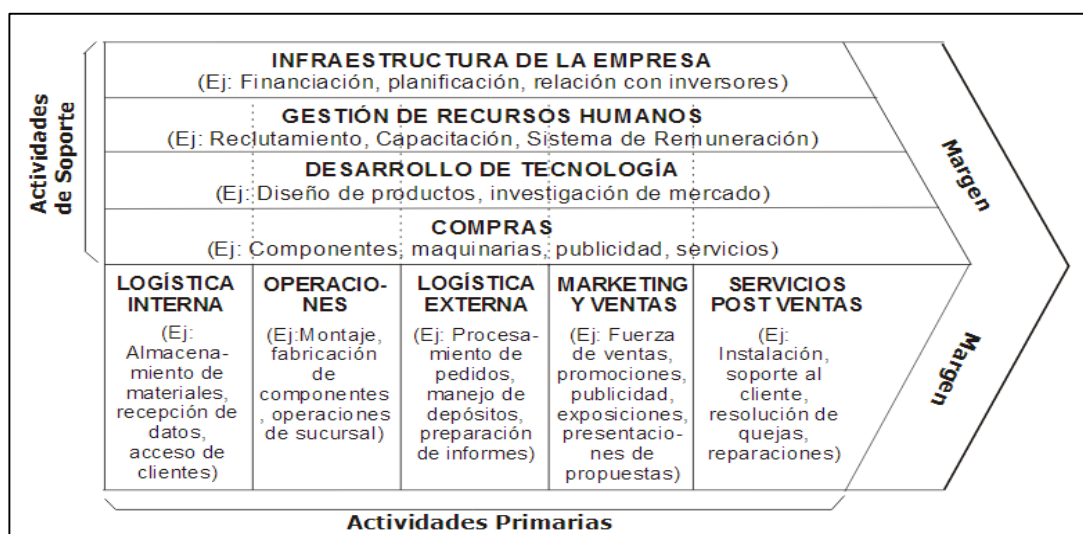 Actividades
de Soporte
INFRAESTRUCTURA DE LA EMPRESA
(Ej: Financiación, planificación, relación con inversores)
GESTIÓN DE RECURSOS HUMANOS
(Ej: Reclutamiento, Capacitación, Sistema de Remuneración)
DESARROLLO DE TECNOLOGÍA
(Ej: Diseño de productos, investigación de mercado)
COMPRAS
(Ej: Componentes, maquinarias, publicidad, servicios)
LOGÍSTICA
INTERNA
(Ej:
Almacena-
miento de
materiales,
recepción de
datos,
acceso de
clientes)
OPERACIO-
NES
(Ej:Montaje,
fabricación
de
componentes
, operaciones
de sucursal)
LOGÍSTICA
EXTERNA
(Ej: Procesa-
miento de
pedidos,
manejo de
depósitos,
preparación
de informes)
MARKETING
Y VENTAS
(Ej: Fuerza
de ventas,
promociones,
publicidad,
exposiciones,
presentacio-
nes de
propuestas)
SERVICIOS
POST VENTAS
(Ej:
Instalación,
soporte al
cliente,
resolución de
quejas,
reparaciones)
Margen
Margen
Actividades Primarias